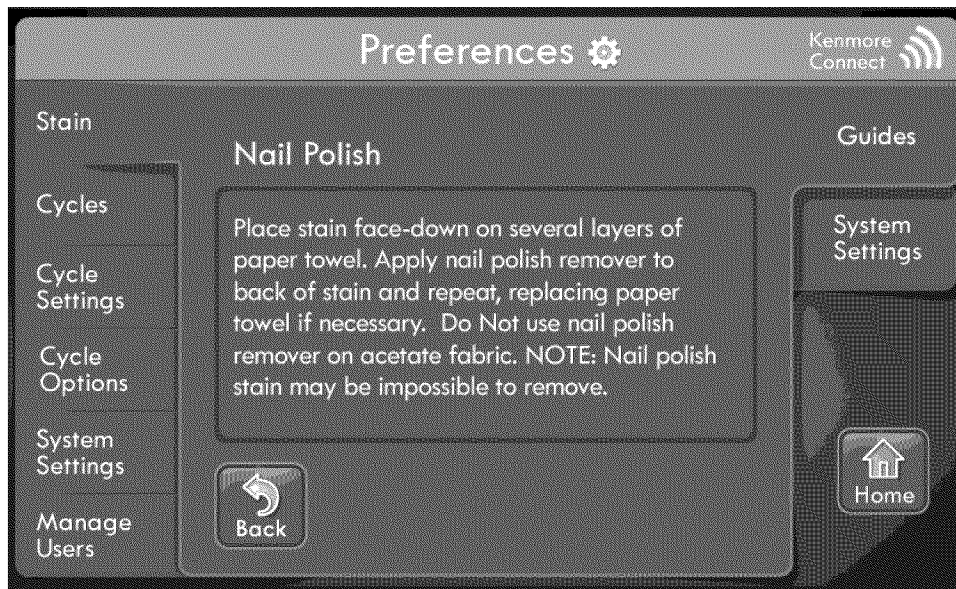 Preferences
Kenmore
Connect
Stain
Cycles
Cycle
Settings
Cycle
Options
System
Settings
Manage
Users
Nail Polish
Place stain face-down on several layers of
paper towel. Apply nail polish remover to
back of stain and repeat, replacing paper
towel if necessary.  Do Not use nail polish
remover on acetate fabric. NOTE: Nail polish
stain may be impossible to remove.
Back
Guides
System
Settings
Home